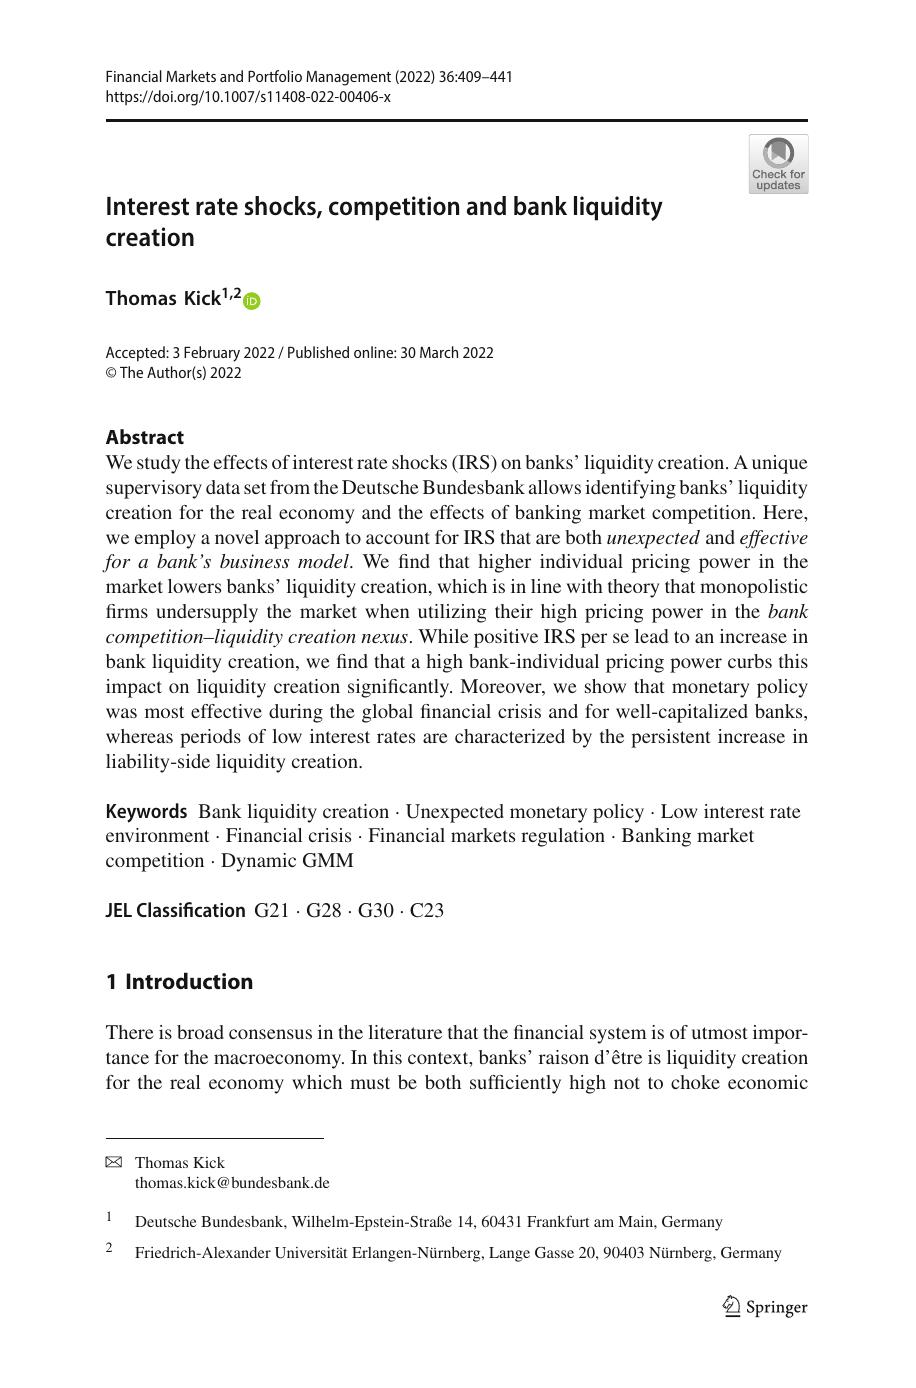 Financial Markets and Portfolio Management (2022) 36:409–441
https://doi.org/10.1007/s11408-022-00406-x
Check for
updates
Interest rate shocks, competition and bank liquidity
creation
Thomas Kick1,2 iD
Accepted: 3 February 2022 / Published online: 30 March 2022
© The Author(s) 2022
Abstract
We study the effects of interest rate shocks (IRS) on banks’ liquidity creation. A unique
supervisory data set from the Deutsche Bundesbank allows identifying banks’ liquidity
creation for the real economy and the effects of banking market competition. Here,
we employ a novel approach to account for IRS that are both unexpected and effective
for a bank’s business model. We find that higher individual pricing power in the
market lowers banks’ liquidity creation, which is in line with theory that monopolistic
firms undersupply the market when utilizing their high pricing power in the bank
competition–liquidity creation nexus. While positive IRS per se lead to an increase in
bank liquidity creation, we find that a high bank-individual pricing power curbs this
impact on liquidity creation significantly. Moreover, we show that monetary policy
was most effective during the global financial crisis and for well-capitalized banks,
whereas periods of low interest rates are characterized by the persistent increase in
liability-side liquidity creation.
Keywords Bank liquidity creation · Unexpected monetary policy · Low interest rate
environment · Financial crisis · Financial markets regulation · Banking market
competition · Dynamic GMM
JEL Classification G21 · G28 · G30 · C23
1 Introduction
There is broad consensus in the literature that the financial system is of utmost impor-
tance for the macroeconomy. In this context, banks’ raison d’être is liquidity creation
for the real economy which must be both sufficiently high not to choke economic
Thomas Kick
thomas.kick@bundesbank.de
1 Deutsche Bundesbank, Wilhelm-Epstein-Straße 14, 60431 Frankfurt am Main, Germany
2 Friedrich-Alexander Universität Erlangen-Nürnberg, Lange Gasse 20, 90403 Nürnberg, Germany
Springer